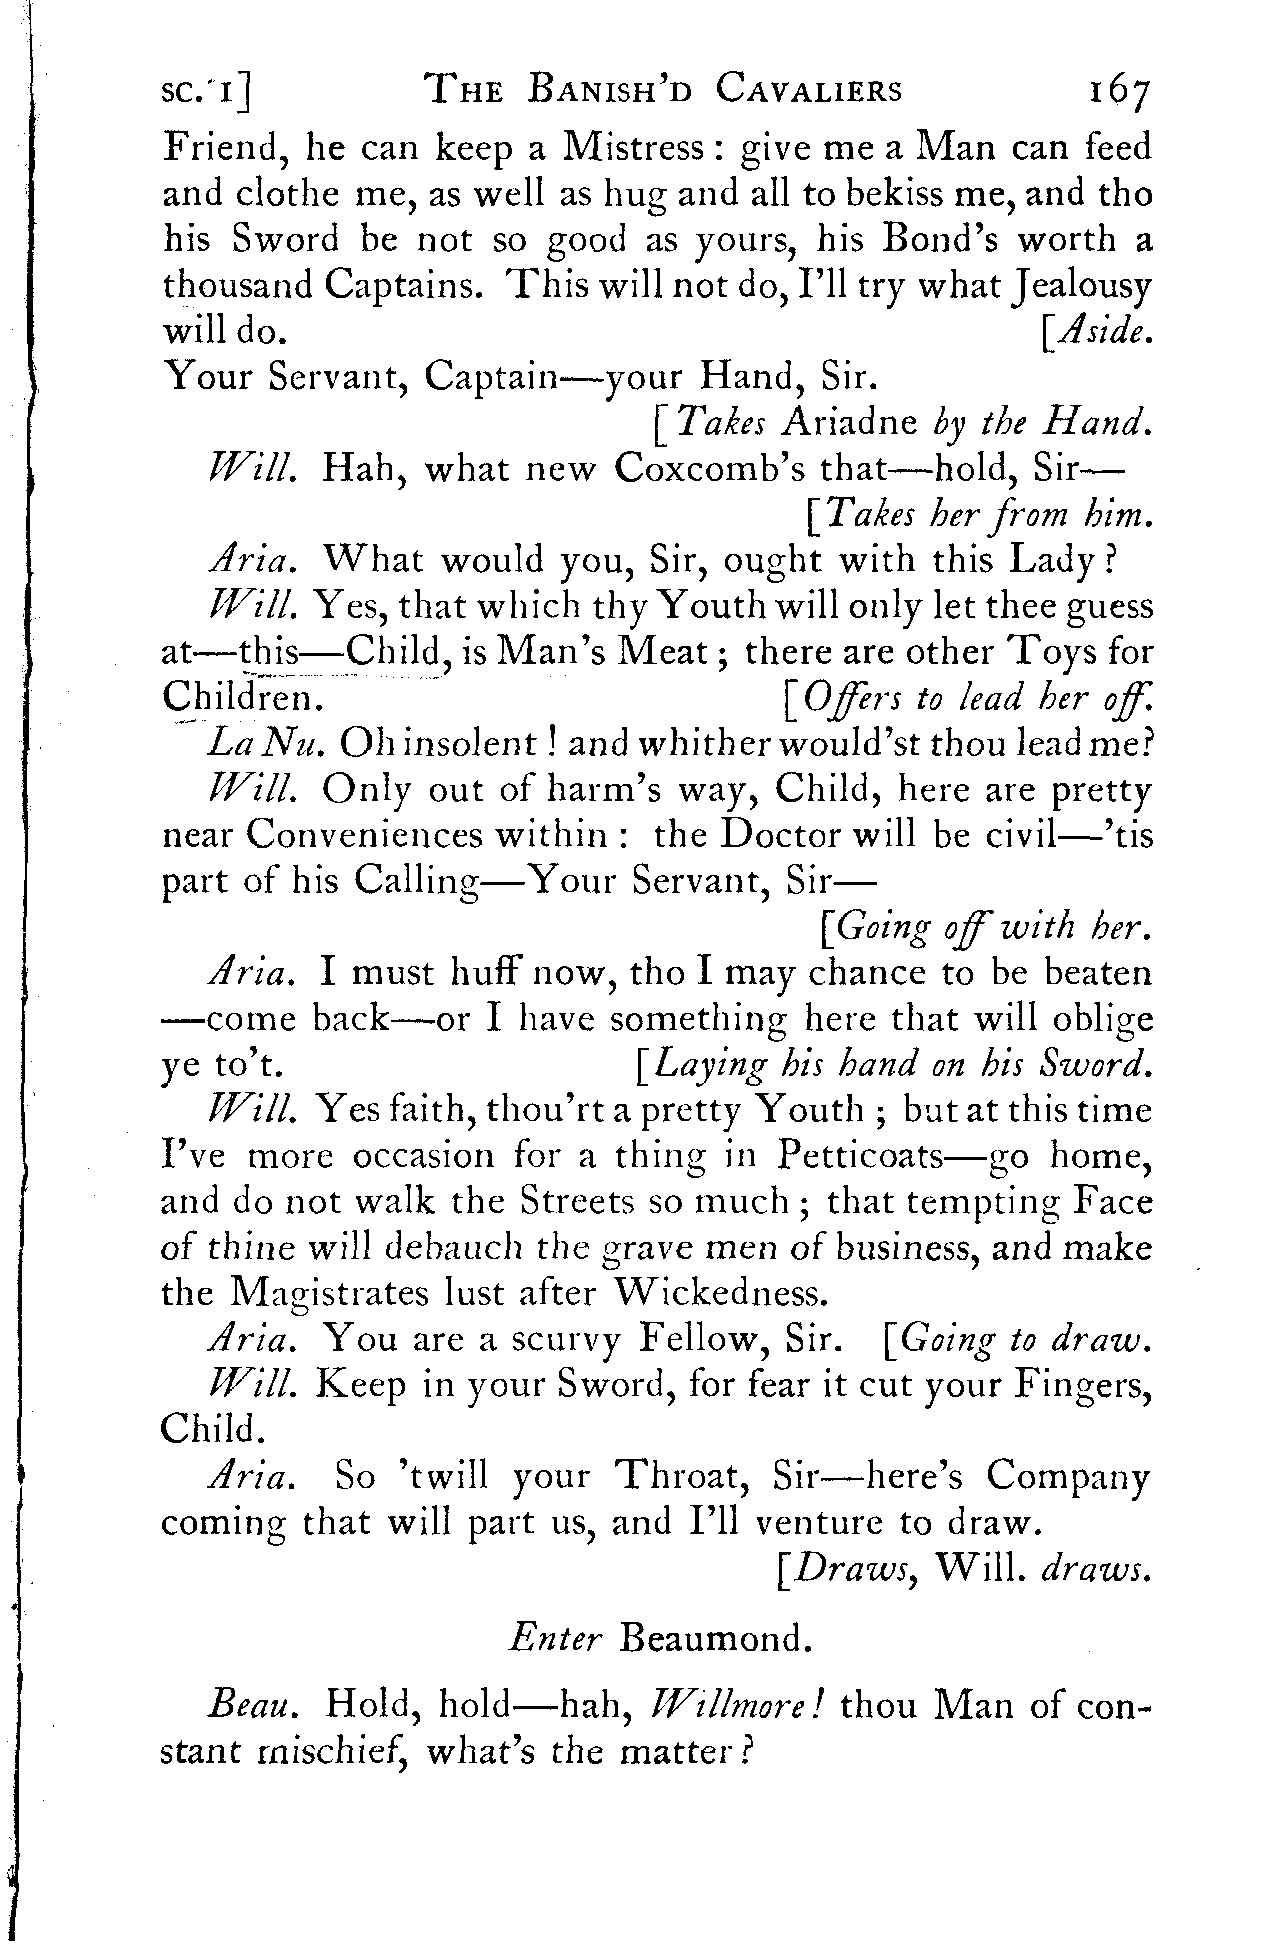 SC. I] THE BANISH'D CAVALIERS 167
Friend, he can keep a Mistress : give me a Man can feed
and clothe me, as well as hug and all to bekiss me, and tho
his Sword be not so good as yours, his Bond's worth a
thousand Captains. This will not do, I'll try what Jealousy
will do. [Aside.
Your Servant, Captain—your Hand, Sir.
[Takes Ariadne by the Hand.
Will. Hah, what new Coxcomb's that—hold, Sir—
[Takes her from him.
Aria. What would you, Sir, ought with this Lady ?
Will. Yes, that which thy Youth will only let thee guess
at—this—Child, is Man's Meat ; there are other Toys for
Children. [Offers to lead her off.
La Nu. Oh insolent ! and whither would'st thou lead me?
Will. Only out of harm's way, Child, here are pretty
near Conveniences within : the Doctor will be civil—'tis
part of his Calling—Your Servant, Sir—
[Going off with her.
Aria. I must huff now, tho I may chance to be beaten
—come back—or I have something here that will oblige
ye to't. [Laying his hand on his Sword.
Will. Yes faith, thou'rt a pretty Youth ; but at this time
I've more occasion for a thing in Petticoats—go home,
and do not walk the Streets so much ; that tempting Face
of thine will debauch the grave men of business, and make
the Magistrates lust after Wickedness.
Aria. You are a scurvy Fellow, Sir. [Going to draw.
Will. Keep in your Sword, for fear it cut your Fingers,
Child.
Aria. So 'twill your Throat, Sir—here's Company
coming that will part us, and I'll venture to draw.
[Draws, Will. draws.
Enter Beaumond.
Beau. Hold, hold—hah, Willmore! thou Man of con-
stant mischief, what's the matter ?